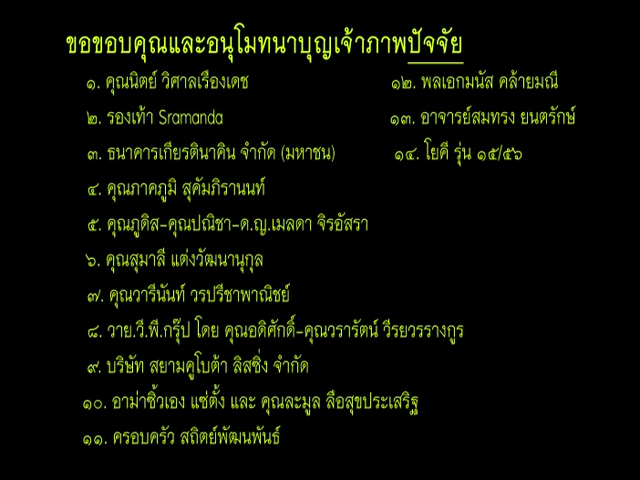 ขอขอบคุณและอนุโมทนาบุญเจ้าภาพปัจจัย
๑. คุณนิตย์ วิศาลเรืองเดช
๒. รองเท้า Sramanda
๓. ธนาคารเกียรตินาคิน จำกัด (มหาชน)
๔. คุณภาคภูมิ สุคัมภิรานนท์
๕. คุณภูดิส-คุณปณิชา-ด.ญ.เมลดา จิรอัสรา
๖. คุณสุมาลี แต่งวัฒนานุกุล
๗. คุณวารีนันท์ วรปรีชาพาณิชย์
๘. วาย.วี.พี.กรุ๊ป โดย คุณอดิศักดิ์-คุณวรารัตน์ วีรยวรรางกูร
๙. บริษัท สยามคูโบต้า ลิสซิ่ง จำกัด
๑๐. อาม่าซิ้วเอง แซ่ตั้ง และ คุณละมูล ลือสุขประเสริฐ
๑๑. ครอบครัว สถิตย์พัฒนพันธ์
๑๒. พลเอกมนัส คล้ายมณี
๑๓. อาจารย์สมทรง ยนตรักษ์
๑๔. โยคี รุ่น ๑๕/๕๖